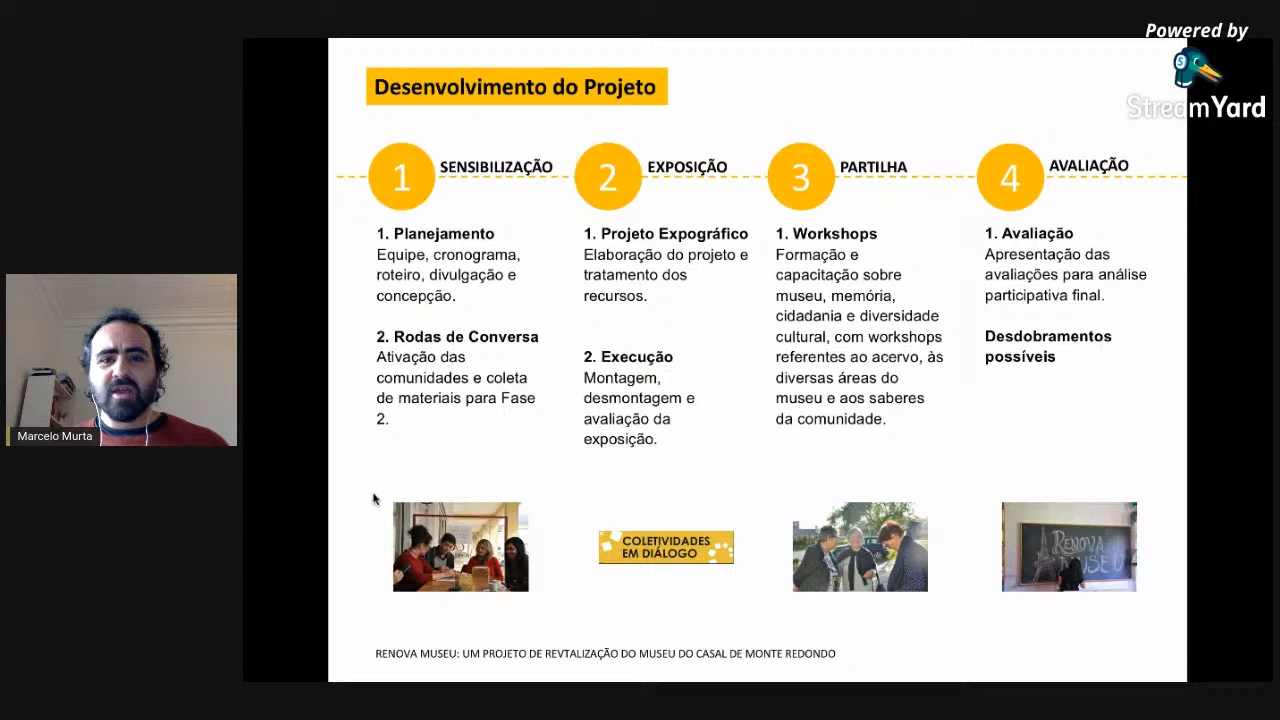 Powered by
StreamYard
Desenvolvimento do Projeto
1 SENSIBILIZAÇÃO
1. Planejamento
Equipe, cronograma,
roteiro, divulgação e
concepção.
2. Rodas de Conversa
Ativação das
comunidades e coleta
de materiais para Fase
2.
2 EXPOSIÇÃO
1. Projeto Expográfico
Elaboração do projeto e
tratamento dos
recursos.
2. Execução
Montagem,
desmontagem e
avaliação da
exposição.
3 PARTILHA
1. Workshops
Formação e
capacitação sobre
museu, memória,
cidadania e diversidade
cultural, com workshops
referentes ao acervo, às
diversas áreas do
museu e aos saberes
da comunidade.
4 AVALIAÇÃO
1. Avaliação
Apresentação das
avaliações para análise
participativa final.
Desdobramentos
possíveis
Marcelo Murta
COLETIVIDADES
EM DIÁLOGO
RENOVA
MUSEU
RENOVA MUSEU: UM PROJETO DE REVTALIZAÇÃO DO MUSEU DO CASAL DE MONTE REDONDO